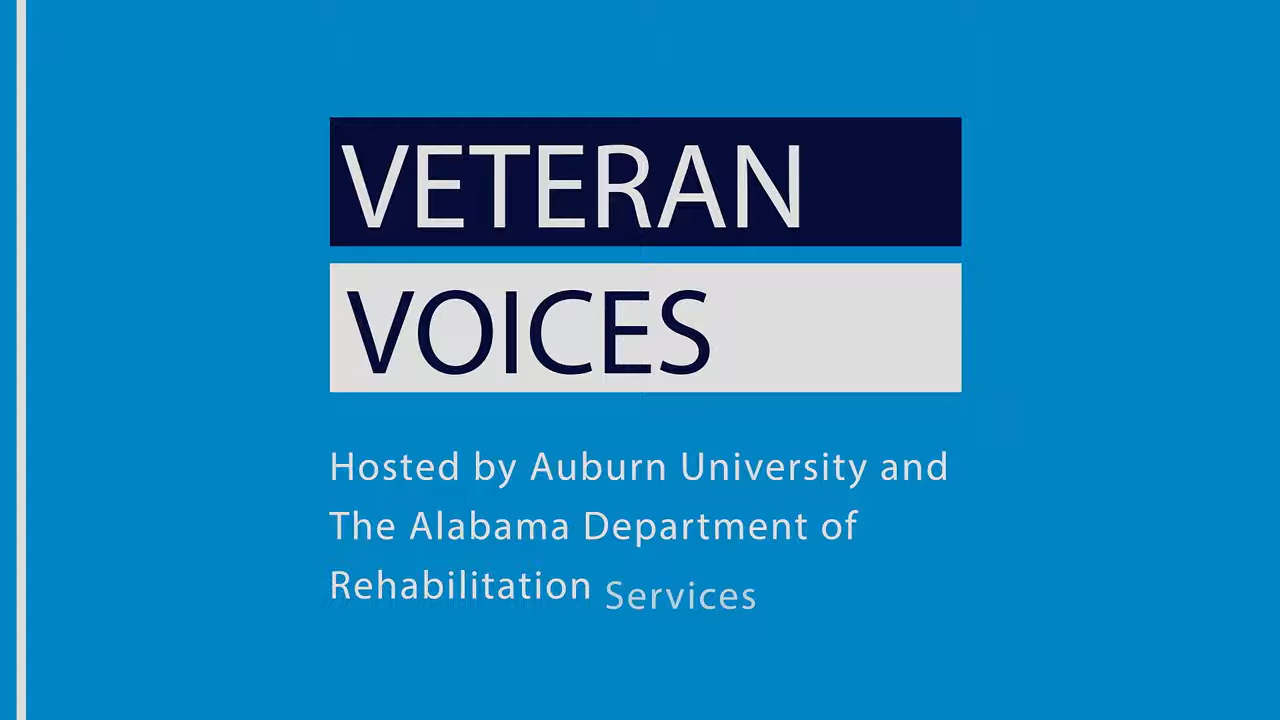 VETERAN
VOICES
Hosted by Auburn University and
The Alabama Department of
Rehabilitation Services